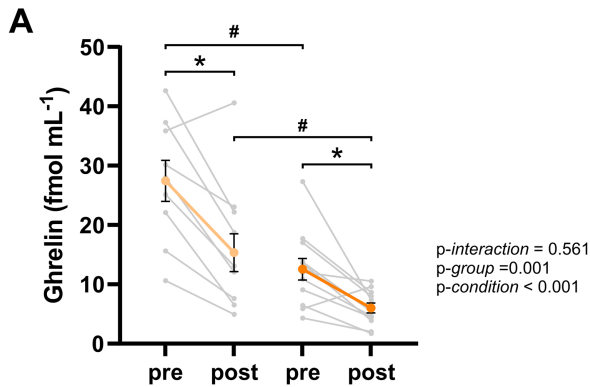 A
Ghrelin (fmol mL-1)
50
40
30
20
10
0
#
*
#
*
pre post pre post
p-interaction = 0.561
p-group =0.001
p-condition < 0.001